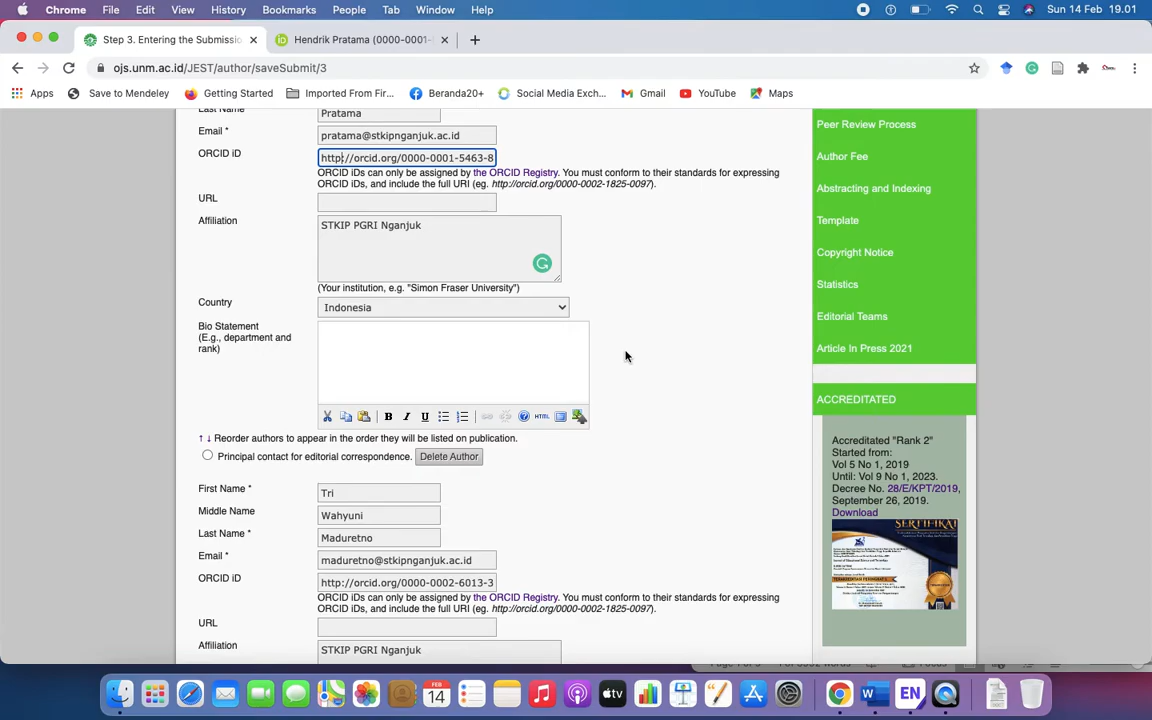 Chrome File Edit View History Bookmarks People Tab Window Help Sun 14 Feb 19.01
Step 3. Entering the Submissio Hendrik Pratama (0000-0001-
ojs.unm.ac.id/JEST/author/saveSubmit/3
Apps Save to Mendeley Getting Started Imported From Fir... Beranda20+ Social Media Exch... Gmail YouTube Maps
Last Name Pratama
Email * pratama@stkipnganjuk.ac.id
ORCID iD http://orcid.org/0000-0001-5463-8
ORCID iDs can only be assigned by the ORCID Registry. You must conform to their standards for expressing
ORCID iDs, and include the full URI (eg. http://orcid.org/0000-0002-1825-0097).
URL
Affiliation STKIP PGRI Nganjuk
(Your institution, e.g. "Simon Fraser University")
Country Indonesia
Bio Statement
(E.g., department and
rank)
B I U HTML
↑ ↓ Reorder authors to appear in the order they will be listed on publication.
Principal contact for editorial correspondence. Delete Author
First Name * Tri
Middle Name Wahyuni
Last Name * Maduretno
Email * maduretno@stkipnganjuk.ac.id
ORCID iD http://orcid.org/0000-0002-6013-3
ORCID iDs can only be assigned by the ORCID Registry. You must conform to their standards for expressing
ORCID iDs, and include the full URI (eg. http://orcid.org/0000-0002-1825-0097).
URL
Affiliation STKIP PGRI Nganjuk
Peer Review Process
Author Fee
Abstracting and Indexing
Template
Copyright Notice
Statistics
Editorial Teams
Article In Press 2021
ACCREDITED
Accredited "Rank 2"
Started from:
Vol 5 No 1, 2019
Until: Vol 9 No 1, 2023.
Decree No. 28/E/KPT/2019,
September 26, 2019.
Download
SERTIFIKAT
FEB
14
tv
EN